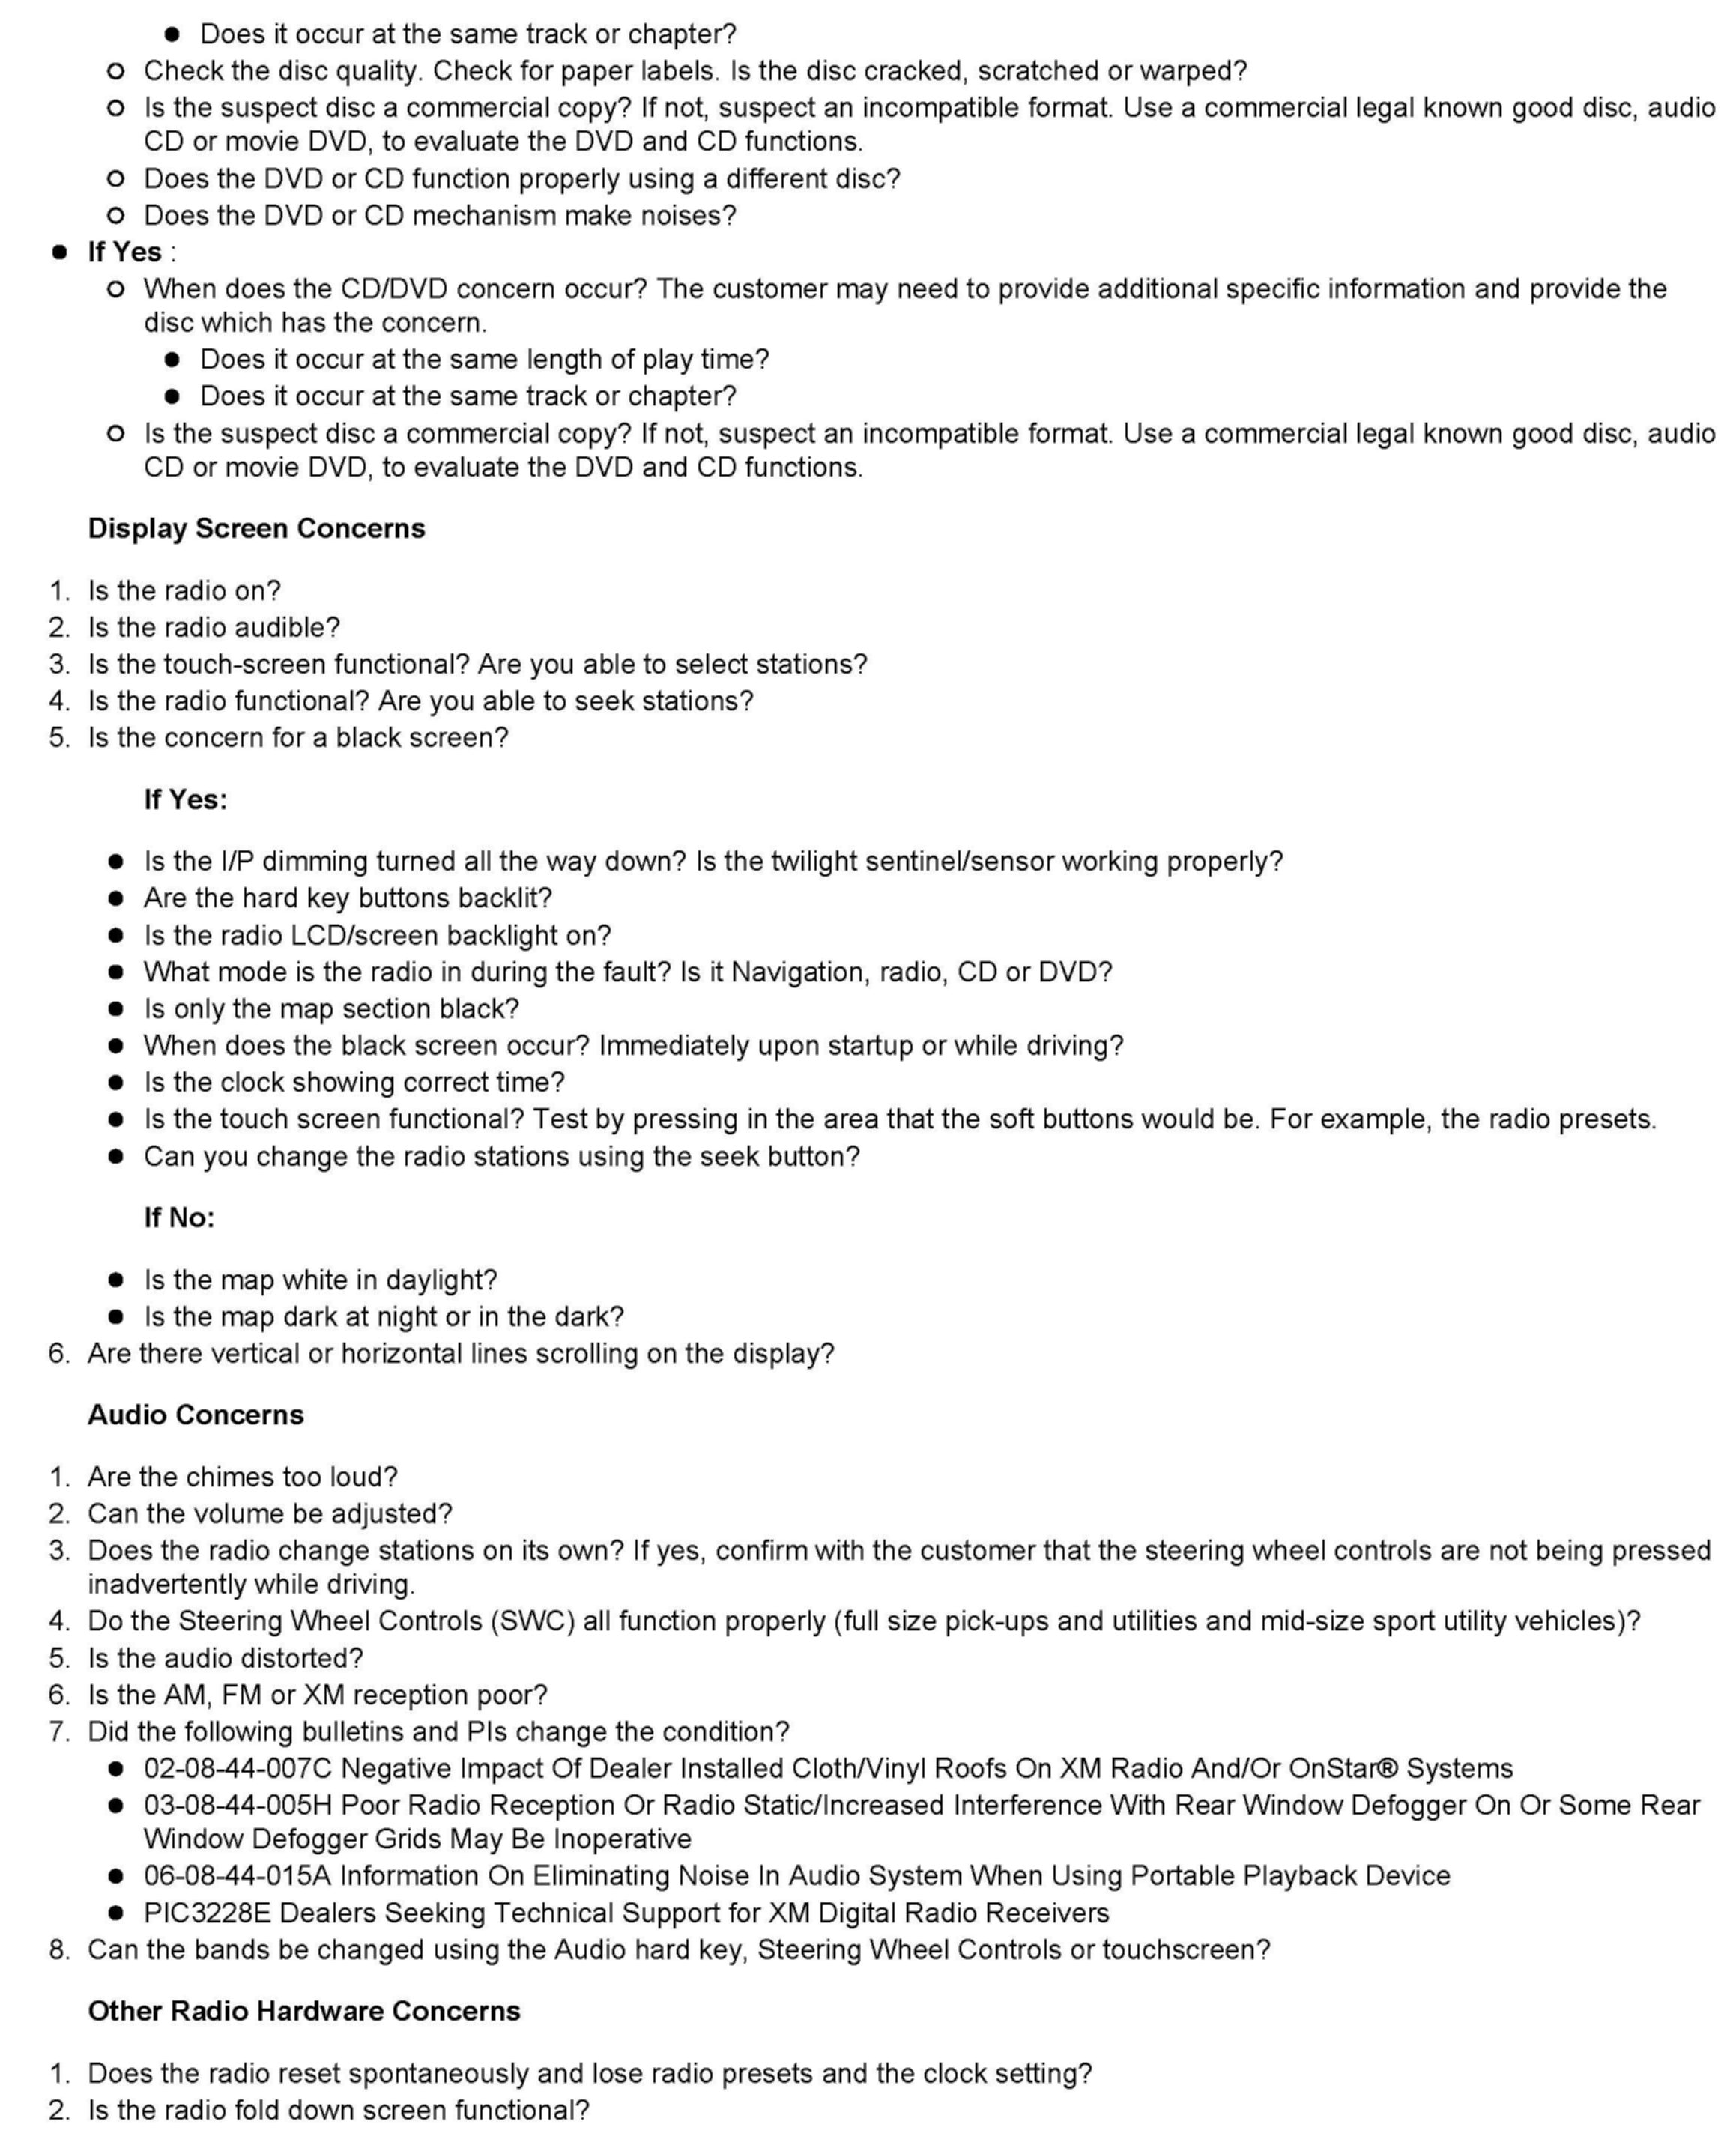 ● Does it occur at the same track or chapter?
○ Check the disc quality. Check for paper labels. Is the disc cracked, scratched or warped?
○ Is the suspect disc a commercial copy? If not, suspect an incompatible format. Use a commercial legal known good disc, audio
CD or movie DVD, to evaluate the DVD and CD functions.
○ Does the DVD or CD function properly using a different disc?
○ Does the DVD or CD mechanism make noises?
● If Yes :
○ When does the CD/DVD concern occur? The customer may need to provide additional specific information and provide the
disc which has the concern.
● Does it occur at the same length of play time?
● Does it occur at the same track or chapter?
○ Is the suspect disc a commercial copy? If not, suspect an incompatible format. Use a commercial legal known good disc, audio
CD or movie DVD, to evaluate the DVD and CD functions.
Display Screen Concerns
1. Is the radio on?
2. Is the radio audible?
3. Is the touch-screen functional? Are you able to select stations?
4. Is the radio functional? Are you able to seek stations?
5. Is the concern for a black screen?
If Yes:
● Is the I/P dimming turned all the way down? Is the twilight sentinel/sensor working properly?
● Are the hard key buttons backlit?
● Is the radio LCD/screen backlight on?
● What mode is the radio in during the fault? Is it Navigation, radio, CD or DVD?
● Is only the map section black?
● When does the black screen occur? Immediately upon startup or while driving?
● Is the clock showing correct time?
● Is the touch screen functional? Test by pressing in the area that the soft buttons would be. For example, the radio presets.
● Can you change the radio stations using the seek button?
If No:
● Is the map white in daylight?
● Is the map dark at night or in the dark?
6. Are there vertical or horizontal lines scrolling on the display?
Audio Concerns
1. Are the chimes too loud?
2. Can the volume be adjusted?
3. Does the radio change stations on its own? If yes, confirm with the customer that the steering wheel controls are not being pressed
inadvertently while driving.
4. Do the Steering Wheel Controls (SWC) all function properly (full size pick-ups and utilities and mid-size sport utility vehicles)?
5. Is the audio distorted?
6. Is the AM, FM or XM reception poor?
7. Did the following bulletins and PIs change the condition?
● 02-08-44-007C Negative Impact Of Dealer Installed Cloth/Vinyl Roofs On XM Radio And/Or OnStar® Systems
● 03-08-44-005H Poor Radio Reception Or Radio Static/Increased Interference With Rear Window Defogger On Or Some Rear
Window Defogger Grids May Be Inoperative
● 06-08-44-015A Information On Eliminating Noise In Audio System When Using Portable Playback Device
● PIC3228E Dealers Seeking Technical Support for XM Digital Radio Receivers
8. Can the bands be changed using the Audio hard key, Steering Wheel Controls or touchscreen?
Other Radio Hardware Concerns
1. Does the radio reset spontaneously and lose radio presets and the clock setting?
2. Is the radio fold down screen functional?